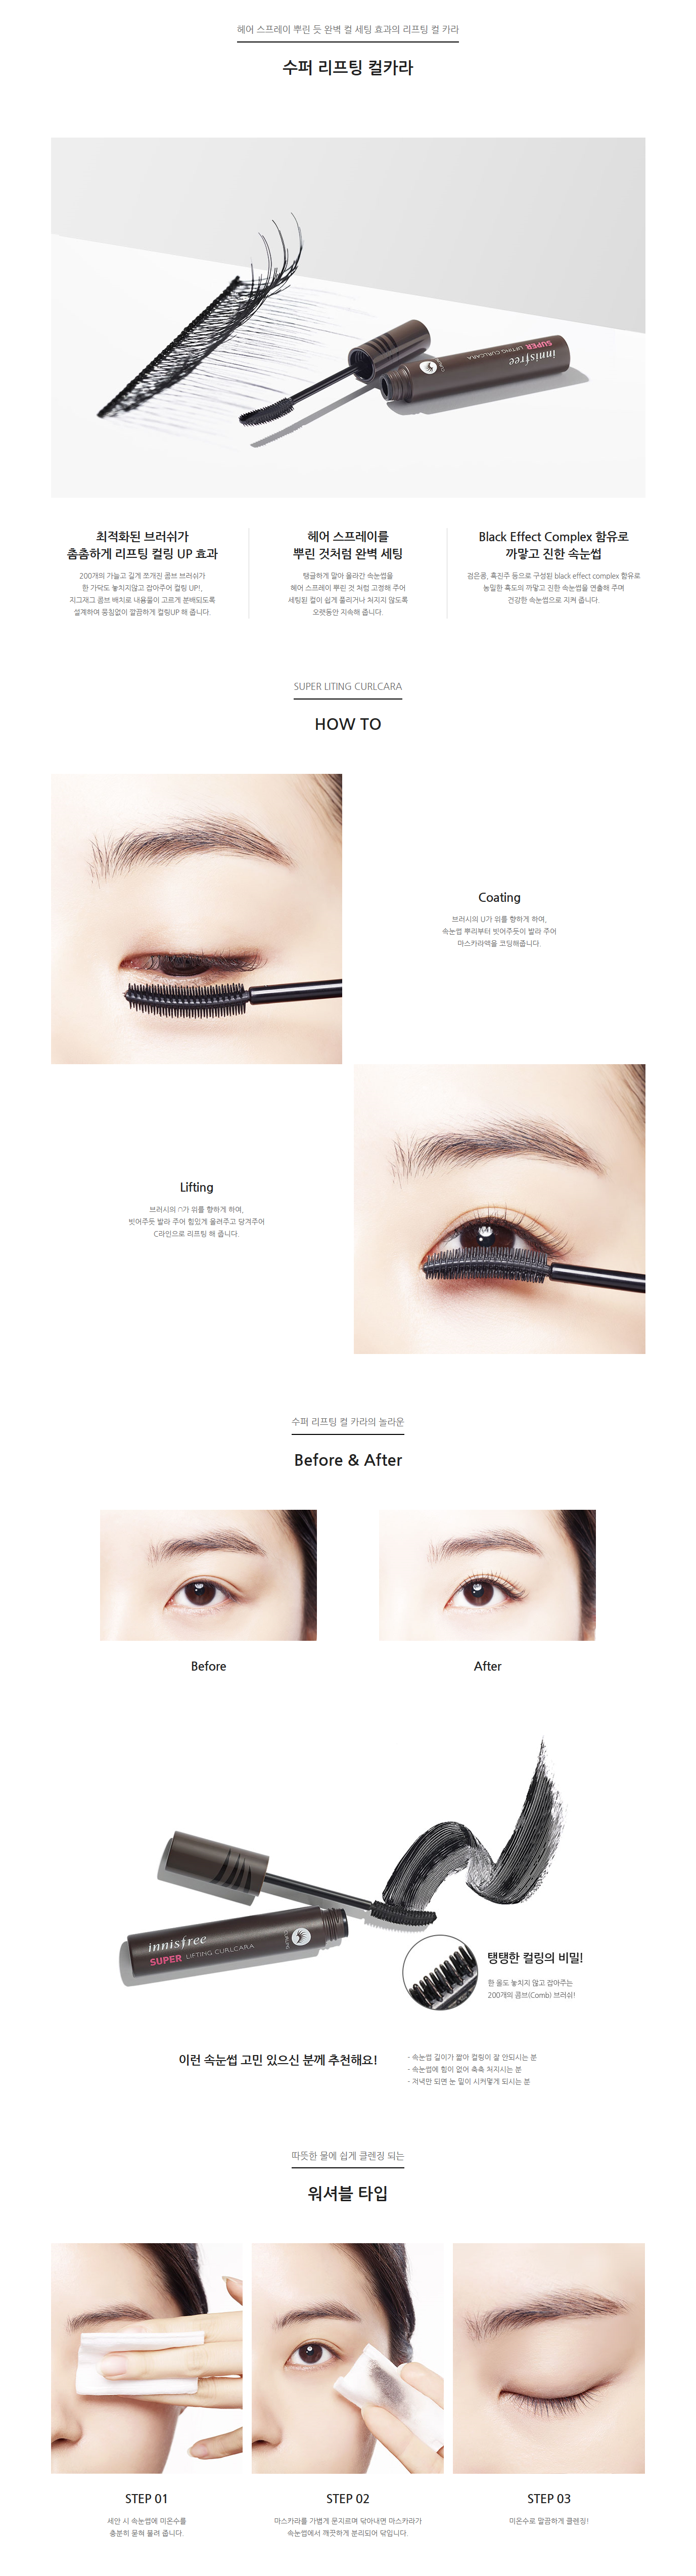 헤어 스프레이 뿌린 듯 완벽 컬 세팅 효과의 리프팅 컬 카라
수퍼 리프팅 컬카라
innisfree
SUPER LIFTING CURLCARA
최적화된 브러쉬가
촘촘하게 리프팅 컬링 UP 효과
200개의 가늘고 길게 쪼개진 콤브 브러쉬가
한 가닥도 놓치지않고 잡아주어 컬링 UP!,
지그재그 콤브 배치로 내용물이 고르게 분배되도록
설계하여 뭉침없이 깔끔하게 컬링UP 해 줍니다.
헤어 스프레이를
뿌린 것처럼 완벽 세팅
탱글하게 말아 올라간 속눈썹을
헤어 스프레이 뿌린 것 처럼 고정해 주어
세팅된 컬이 쉽게 풀리거나 처지지 않도록
오랫동안 지속해 줍니다.
Black Effect Complex 함유로
까맣고 진한 속눈썹
검은콩, 흑진주 등으로 구성된 black effect complex 함유로
농밀한 흑도의 까맣고 진한 속눈썹을 연출해 주며
건강한 속눈썹으로 지켜 줍니다.
SUPER LITING CURLCARA
HOW TO
Coating
브러시의 U가 위를 향하게 하여,
속눈썹 뿌리부터 빗어주듯이 발라 주어
마스카라액을 코팅해줍니다.
Lifting
브러시의 ∩가 위를 향하게 하여,
빗어주듯 발라 주어 힘있게 올려주고 당겨주어
C라인으로 리프팅 해 줍니다.
수퍼 리프팅 컬 카라의 놀라운
Before & After
Before
After
innisfree
SUPER LIFTING CURLCARA
탱탱한 컬링의 비밀!
한 올도 놓치지 않고 잡아주는
200개의 콤브(Comb) 브러쉬!
이런 속눈썹 고민 있으신 분께 추천해요!
- 속눈썹 길이가 짧아 컬링이 잘 안되시는 분
- 속눈썹에 힘이 없어 축축 처지시는 분
- 저녁만 되면 눈 밑이 시커멓게 되시는 분
따뜻한 물에 쉽게 클렌징 되는
워셔블 타입
STEP 01
세안 시 속눈썹에 미온수를
충분히 묻혀 불려 줍니다.
STEP 02
마스카라를 가볍게 문지르며 닦아내면 마스카라가
속눈썹에서 깨끗하게 분리되어 닦입니다.
STEP 03
미온수로 말끔하게 클렌징!